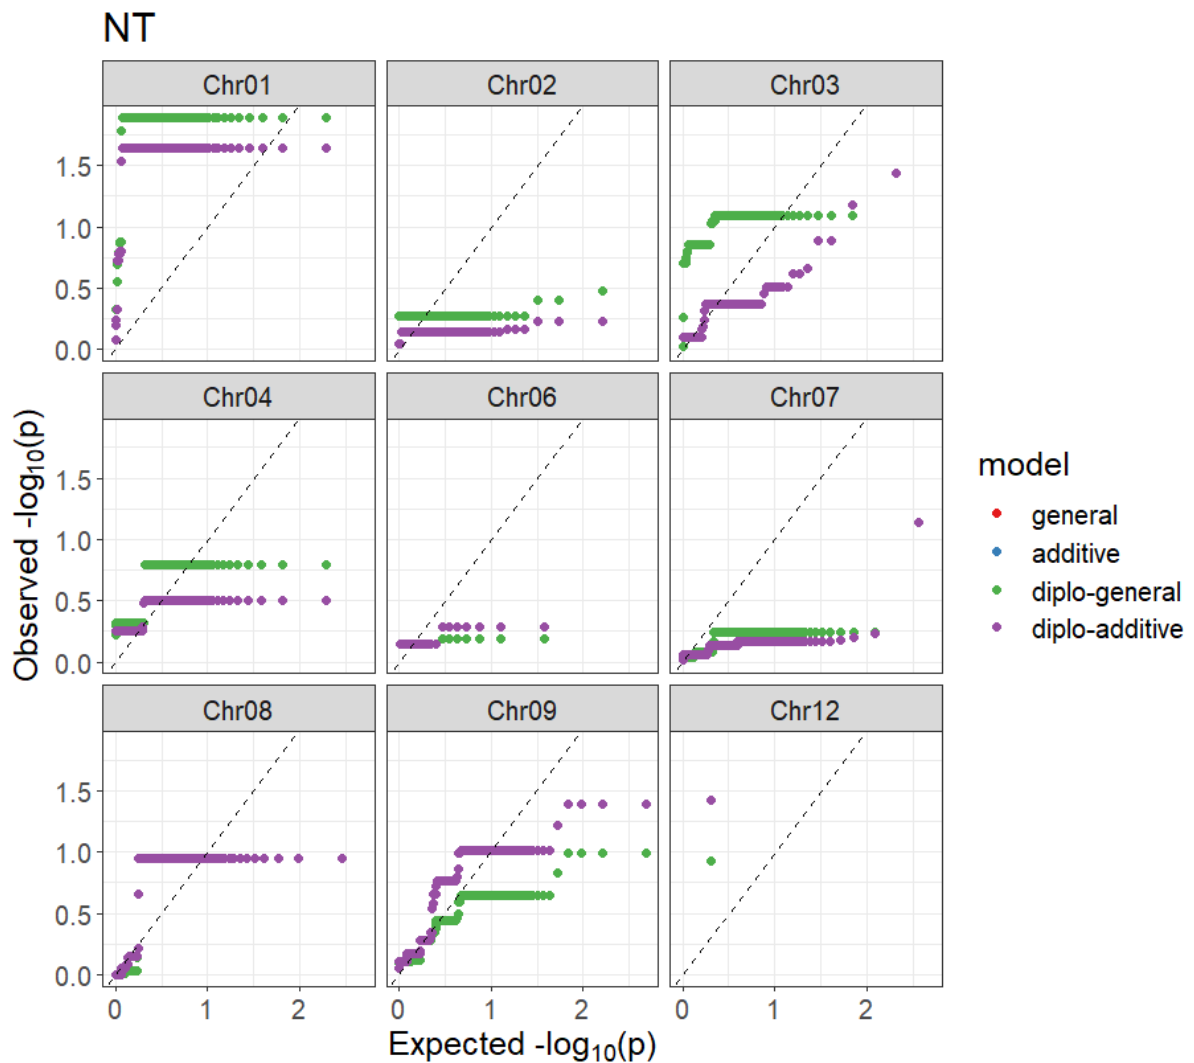 NT
Chr01 Chr02 Chr03
1.5
1.0
0.5
0.0
Chr04 Chr06 Chr07
1.5
1.0
0.5
0.0
Chr08 Chr09 Chr12
1.5
1.0
0.5
0.0
0 1 2 0 1 2 0 1 2
Expected -log10(p)
Observed -log10(p)
model
general
additive
diplo-general
diplo-additive